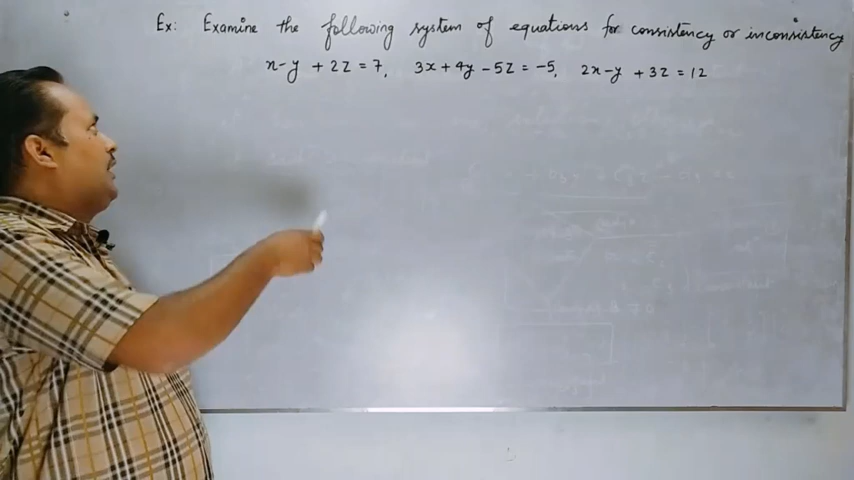 Ex: Examine the following system of equations for consistency or inconsistency
x-y + 2z = 7, 3x + 4y - 5z = -5, 2x-y + 3z = 12